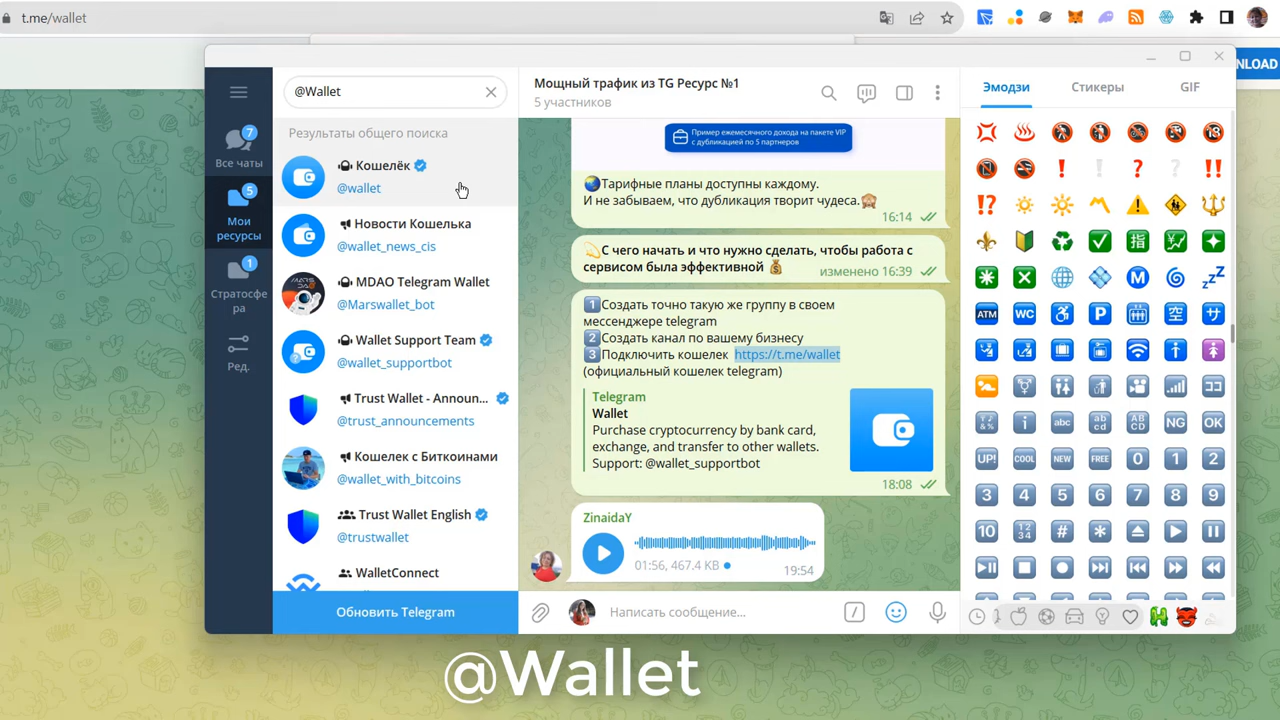 t.me/wallet
NLOAD
@Wallet
Мощный трафик из TG Ресурс №1
5 участников
Эмодзи
Стикеры
GIF
7
Все чаты
5
Мои
ресурсы
1
Стратосфе
ра
Ред.
Результаты общего поиска
Кошелёк
@wallet
Новости Кошелька
@wallet_news_cis
MDAO Telegram Wallet
@Marswallet_bot
Wallet Support Team
@wallet_supportbot
Trust Wallet - Announ...
@trust_announcements
Кошелек с Биткоинами
@wallet_with_bitcoins
Trust Wallet English
@trustwallet
WalletConnect
Обновить Telegram
Пример ежемесячного дохода на пакете VIP
с дубликацией по 5 партнеров
🌍Тарифные планы доступны каждому.
И не забываем, что дубликация творит чудеса.🙈
16:14
💫С чего начать и что нужно сделать, чтобы работа с
сервисом была эффективной 💰
изменено 16:39
1️⃣Создать точно такую же группу в своем
мессенджере telegram
2️⃣Создать канал по вашему бизнесу
3️⃣Подключить кошелек https://t.me/wallet
(официальный кошелек telegram)
Telegram
Wallet
Purchase cryptocurrency by bank card,
exchange, and transfer to other wallets.
Support: @wallet_supportbot
18:08
ZinaidaY
01:56, 467.4 KB
19:54
Написать сообщение...
@Wallet